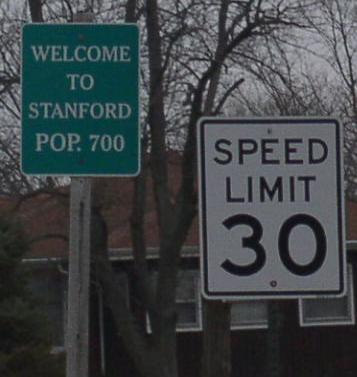 WELCOME
TO
STANFORD
POP. 700
SPEED
LIMIT
30